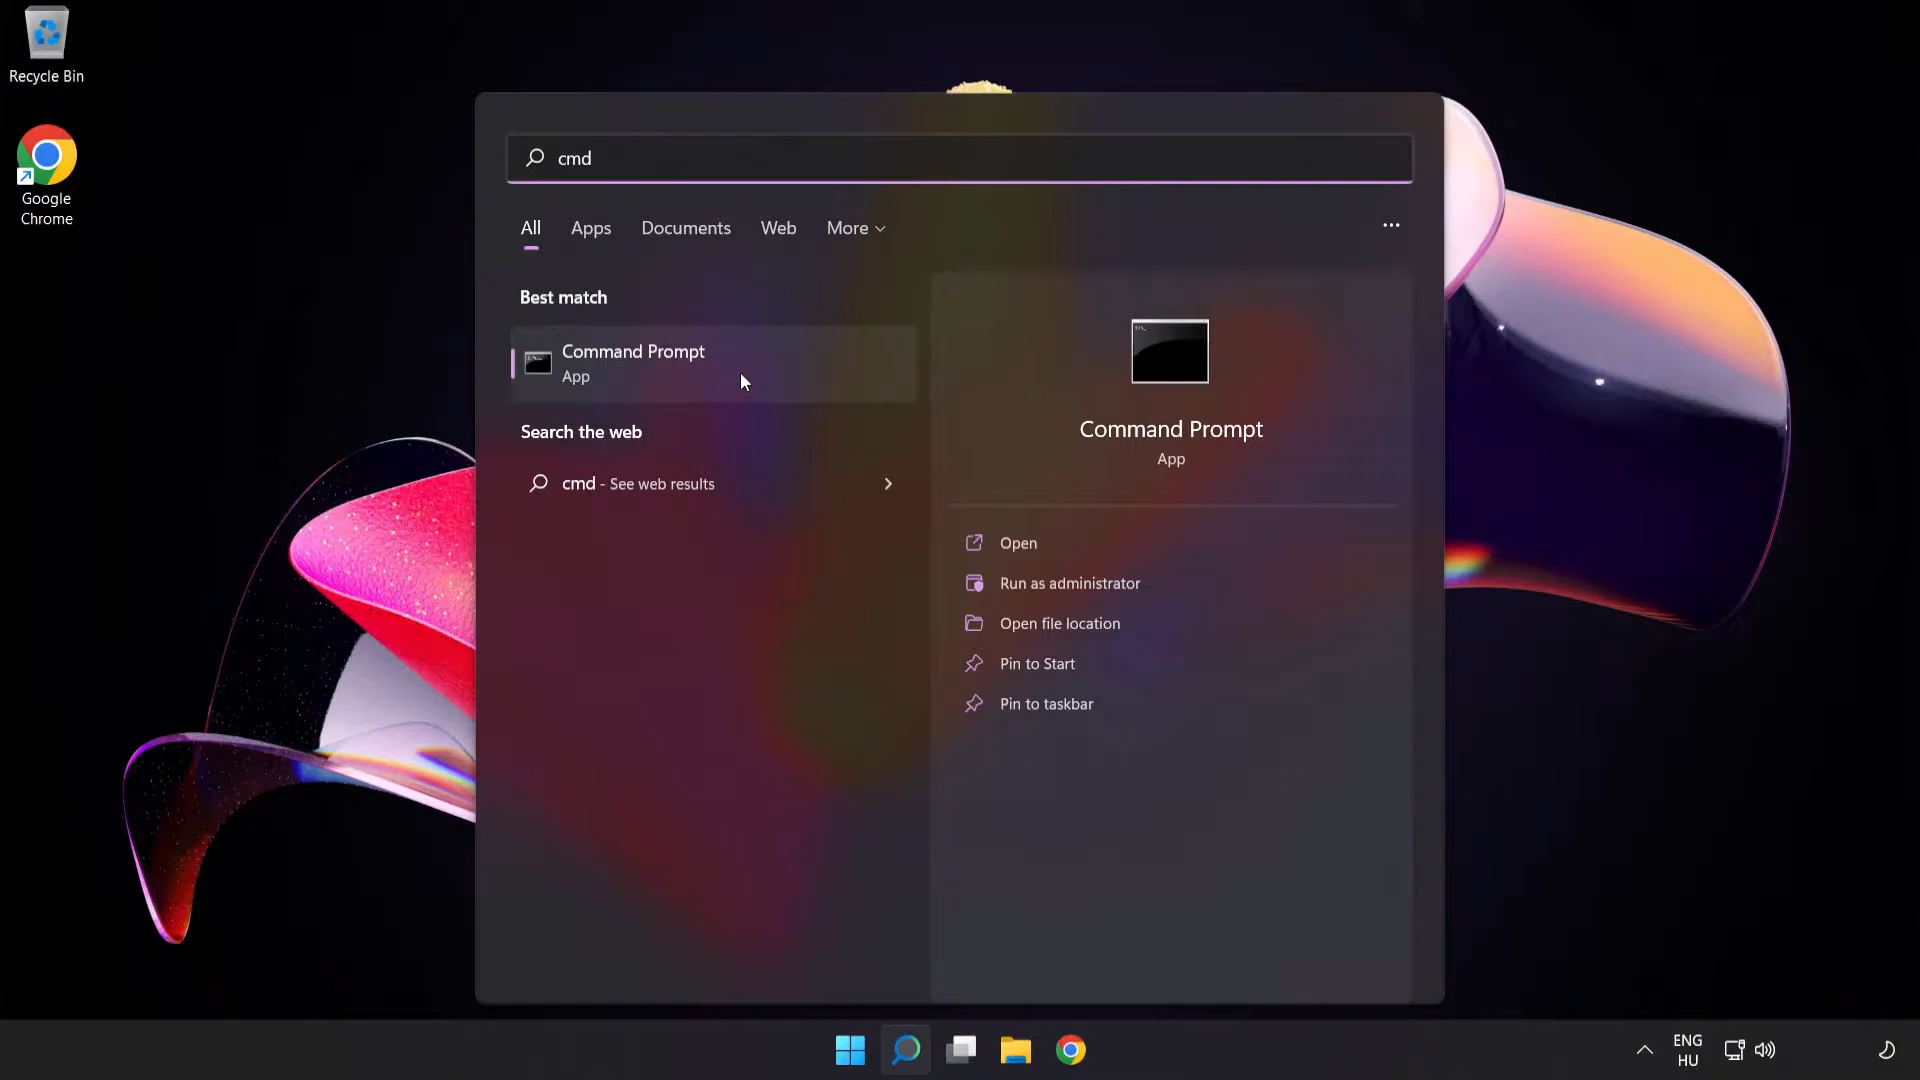 Recycle Bin
Google
Chrome
cmd
All Apps Documents Web More
Best match
Command Prompt
App
Search the web
cmd - See web results
Command Prompt
App
Open
Run as administrator
Open file location
Pin to Start
Pin to taskbar
ENG
HU